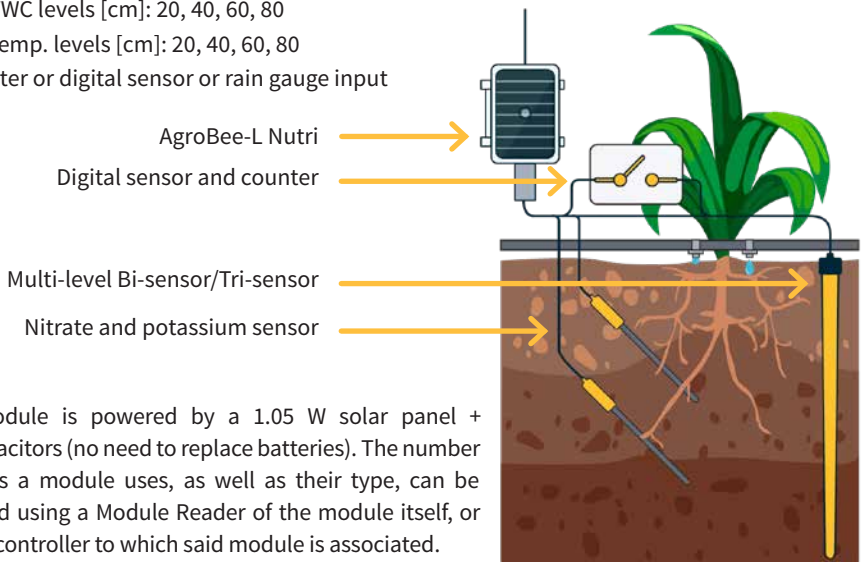 WC levels [cm]: 20, 40, 60, 80
emp. levels [cm]: 20, 40, 60, 80
ter or digital sensor or rain gauge input
AgroBee-L Nutri
Digital sensor and counter
Multi-level Bi-sensor/Tri-sensor
Nitrate and potassium sensor
odule is powered by a 1.05 W solar panel +
acitors (no need to replace batteries). The number
s a module uses, as well as their type, can be
d using a Module Reader of the module itself, or
controller to which said module is associated.